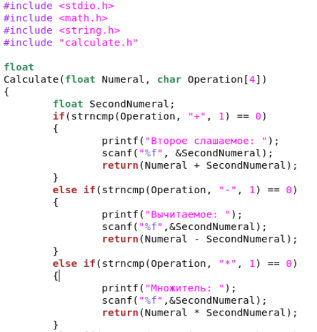 #include <stdio.h>
#include <math.h>
#include <string.h>
#include "calculate.h"
float
Calculate(float Numeral, char Operation[4])
{
float SecondNumeral;
if(strncmp(Operation, "+", 1) == 0)
{
printf("Второе слашаемое: ");
scanf("%f", &SecondNumeral);
return(Numeral + SecondNumeral);
}
else if(strncmp(Operation, "-", 1) == 0)
{
printf("Вычитаемое: ");
scanf("%f",&SecondNumeral);
return(Numeral - SecondNumeral);
}
else if(strncmp(Operation, "*", 1) == 0)
{
printf("Множитель: ");
scanf("%f",&SecondNumeral);
return(Numeral * SecondNumeral);
}